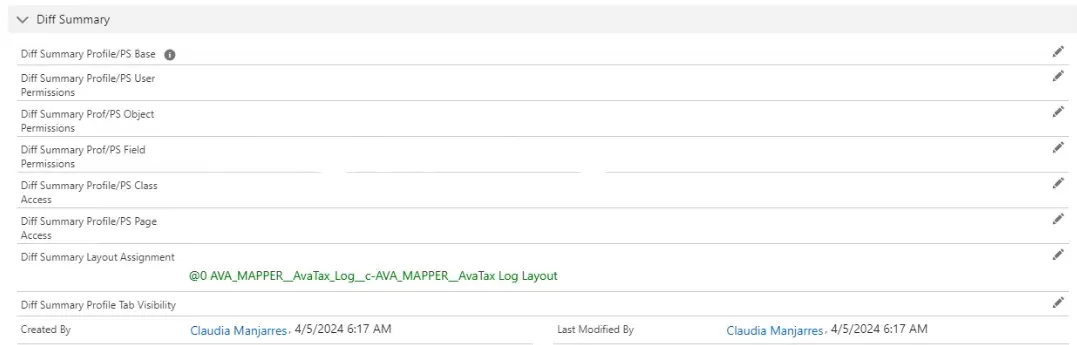 Diff Summary
Diff Summary Profile/PS Base
Diff Summary Profile/PS User
Permissions
Diff Summary Prof/PS Object
Permissions
Diff Summary Prof/PS Field
Permissions
Diff Summary Profile/PS Class
Access
Diff Summary Profile/PS Page
Access
Diff Summary Layout Assignment
@0 AVA_MAPPER__AvaTax_Log__c-AVA_MAPPER__AvaTax Log Layout
Diff Summary Profile Tab Visibility
Created By Claudia Manjarres, 4/5/2024 6:17 AM Last Modified By Claudia Manjarres, 4/5/2024 6:17 AM